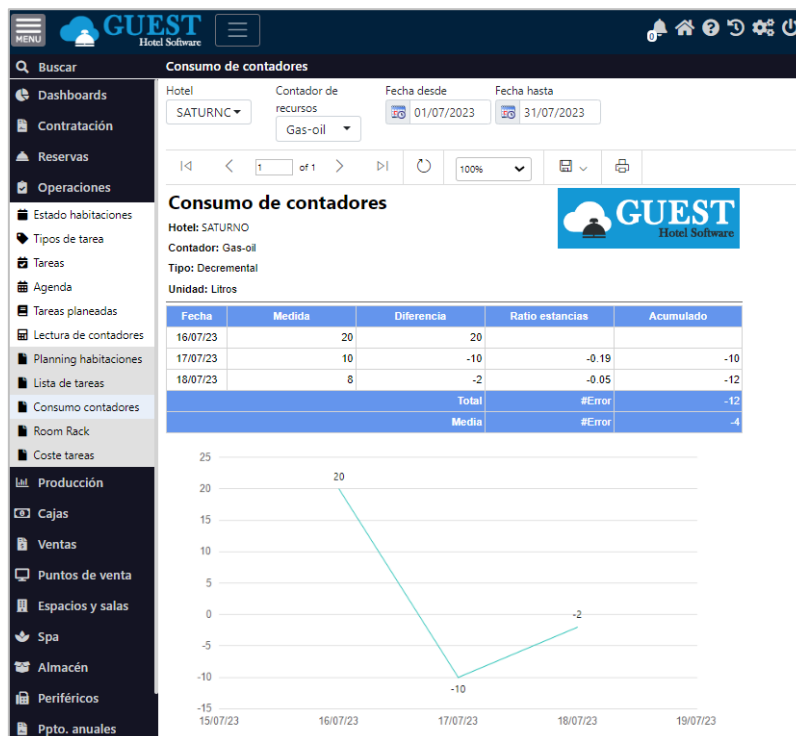 MENU
GUEST
Hotel Software
0
Buscar
Consumo de contadores
Dashboards
Contratación
Reservas
Operaciones
Estado habitaciones
Tipos de tarea
Tareas
Agenda
Tareas planeadas
Lectura de contadores
Planning habitaciones
Lista de tareas
Consumo contadores
Room Rack
Coste tareas
Producción
Cajas
Ventas
Puntos de venta
Espacios y salas
Spa
Almacén
Periféricos
Ppto. anuales
Hotel
SATURNO
Contador de
recursos
Gas-oil
Fecha desde
01/07/2023
Fecha hasta
31/07/2023
1 of 1
100%
Consumo de contadores
GUEST
Hotel Software
Hotel: SATURNO
Contador: Gas-oil
Tipo: Decremental
Unidad: Litros
Fecha Medida Diferencia Ratio estancias Acumulado
16/07/23 20 20
17/07/23 10 -10 -0.19 -10
18/07/23 8 -2 -0.05 -12
Total #Error -12
Media #Error -4
25
20
15
10
5
0
-5
-10
-15
20
-10
-2
15/07/23 16/07/23 17/07/23 18/07/23 19/07/23